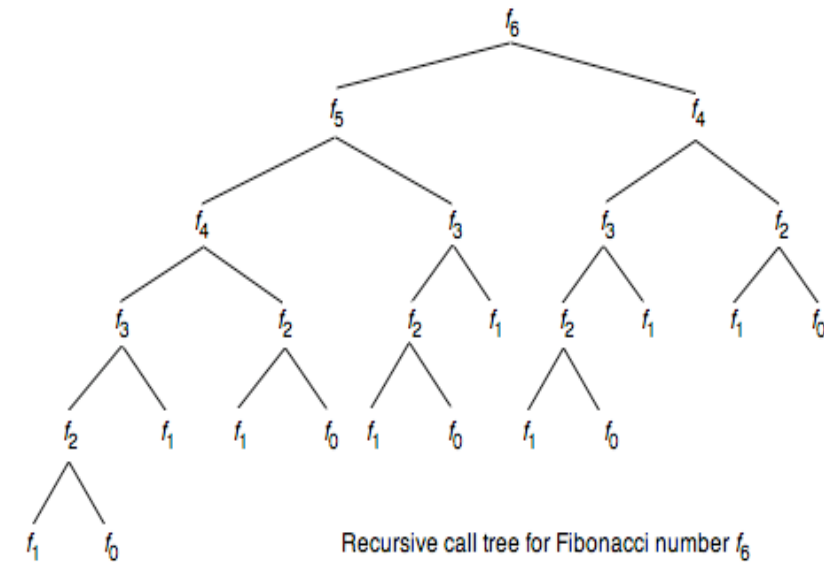 f6
f5 f4
f4 f3 f3 f2
f3 f2 f2 f1 f2 f1 f1 f0
f2 f1 f1 f0 f1 f0 f1 f0
f1 f0
Recursive call tree for Fibonacci number f6